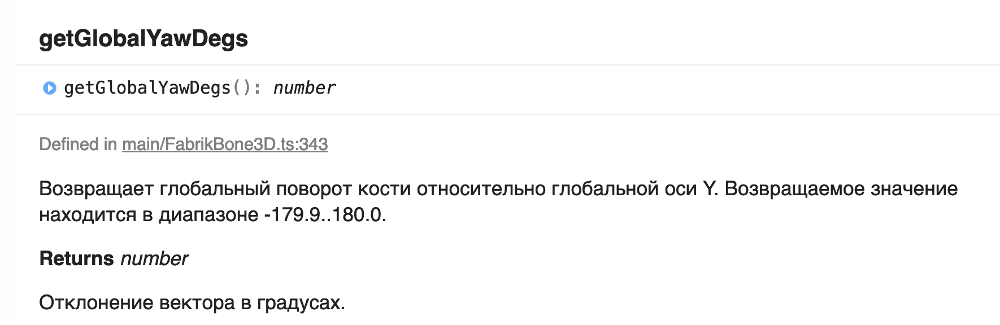 getGlobalYawDegs
getGlobalYawDegs(): number
Defined in main/FabrikBone3D.ts:343
Возвращает глобальный поворот кости относительно глобальной оси Y. Возвращаемое значение
находится в диапазоне -179.9..180.0.
Returns number
Отклонение вектора в градусах.